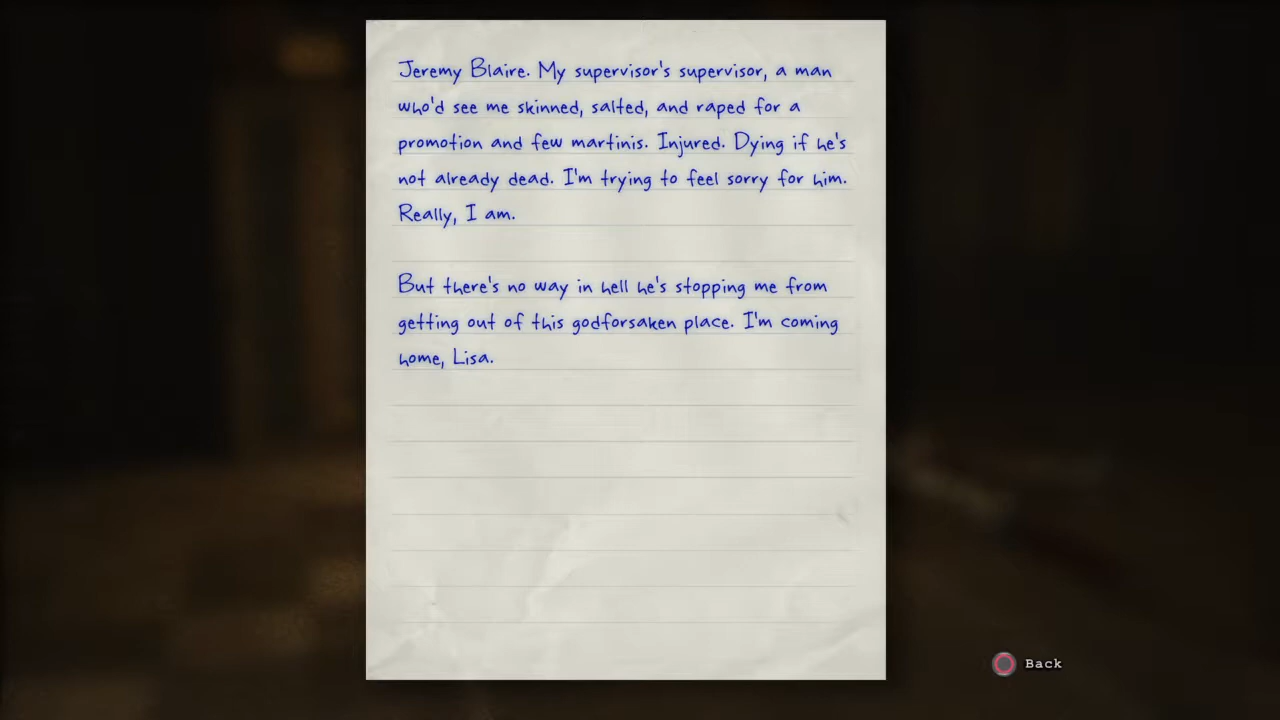 Jeremy Blaire. My supervisor's supervisor, a man
who'd see me skinned, salted, and raped for a
promotion and few martinis. Injured. Dying if he's
not already dead. I'm trying to feel sorry for him.
Really, I am.
But there's no way in hell he's stopping me from
getting out of this godforsaken place. I'm coming
home, Lisa.
Back